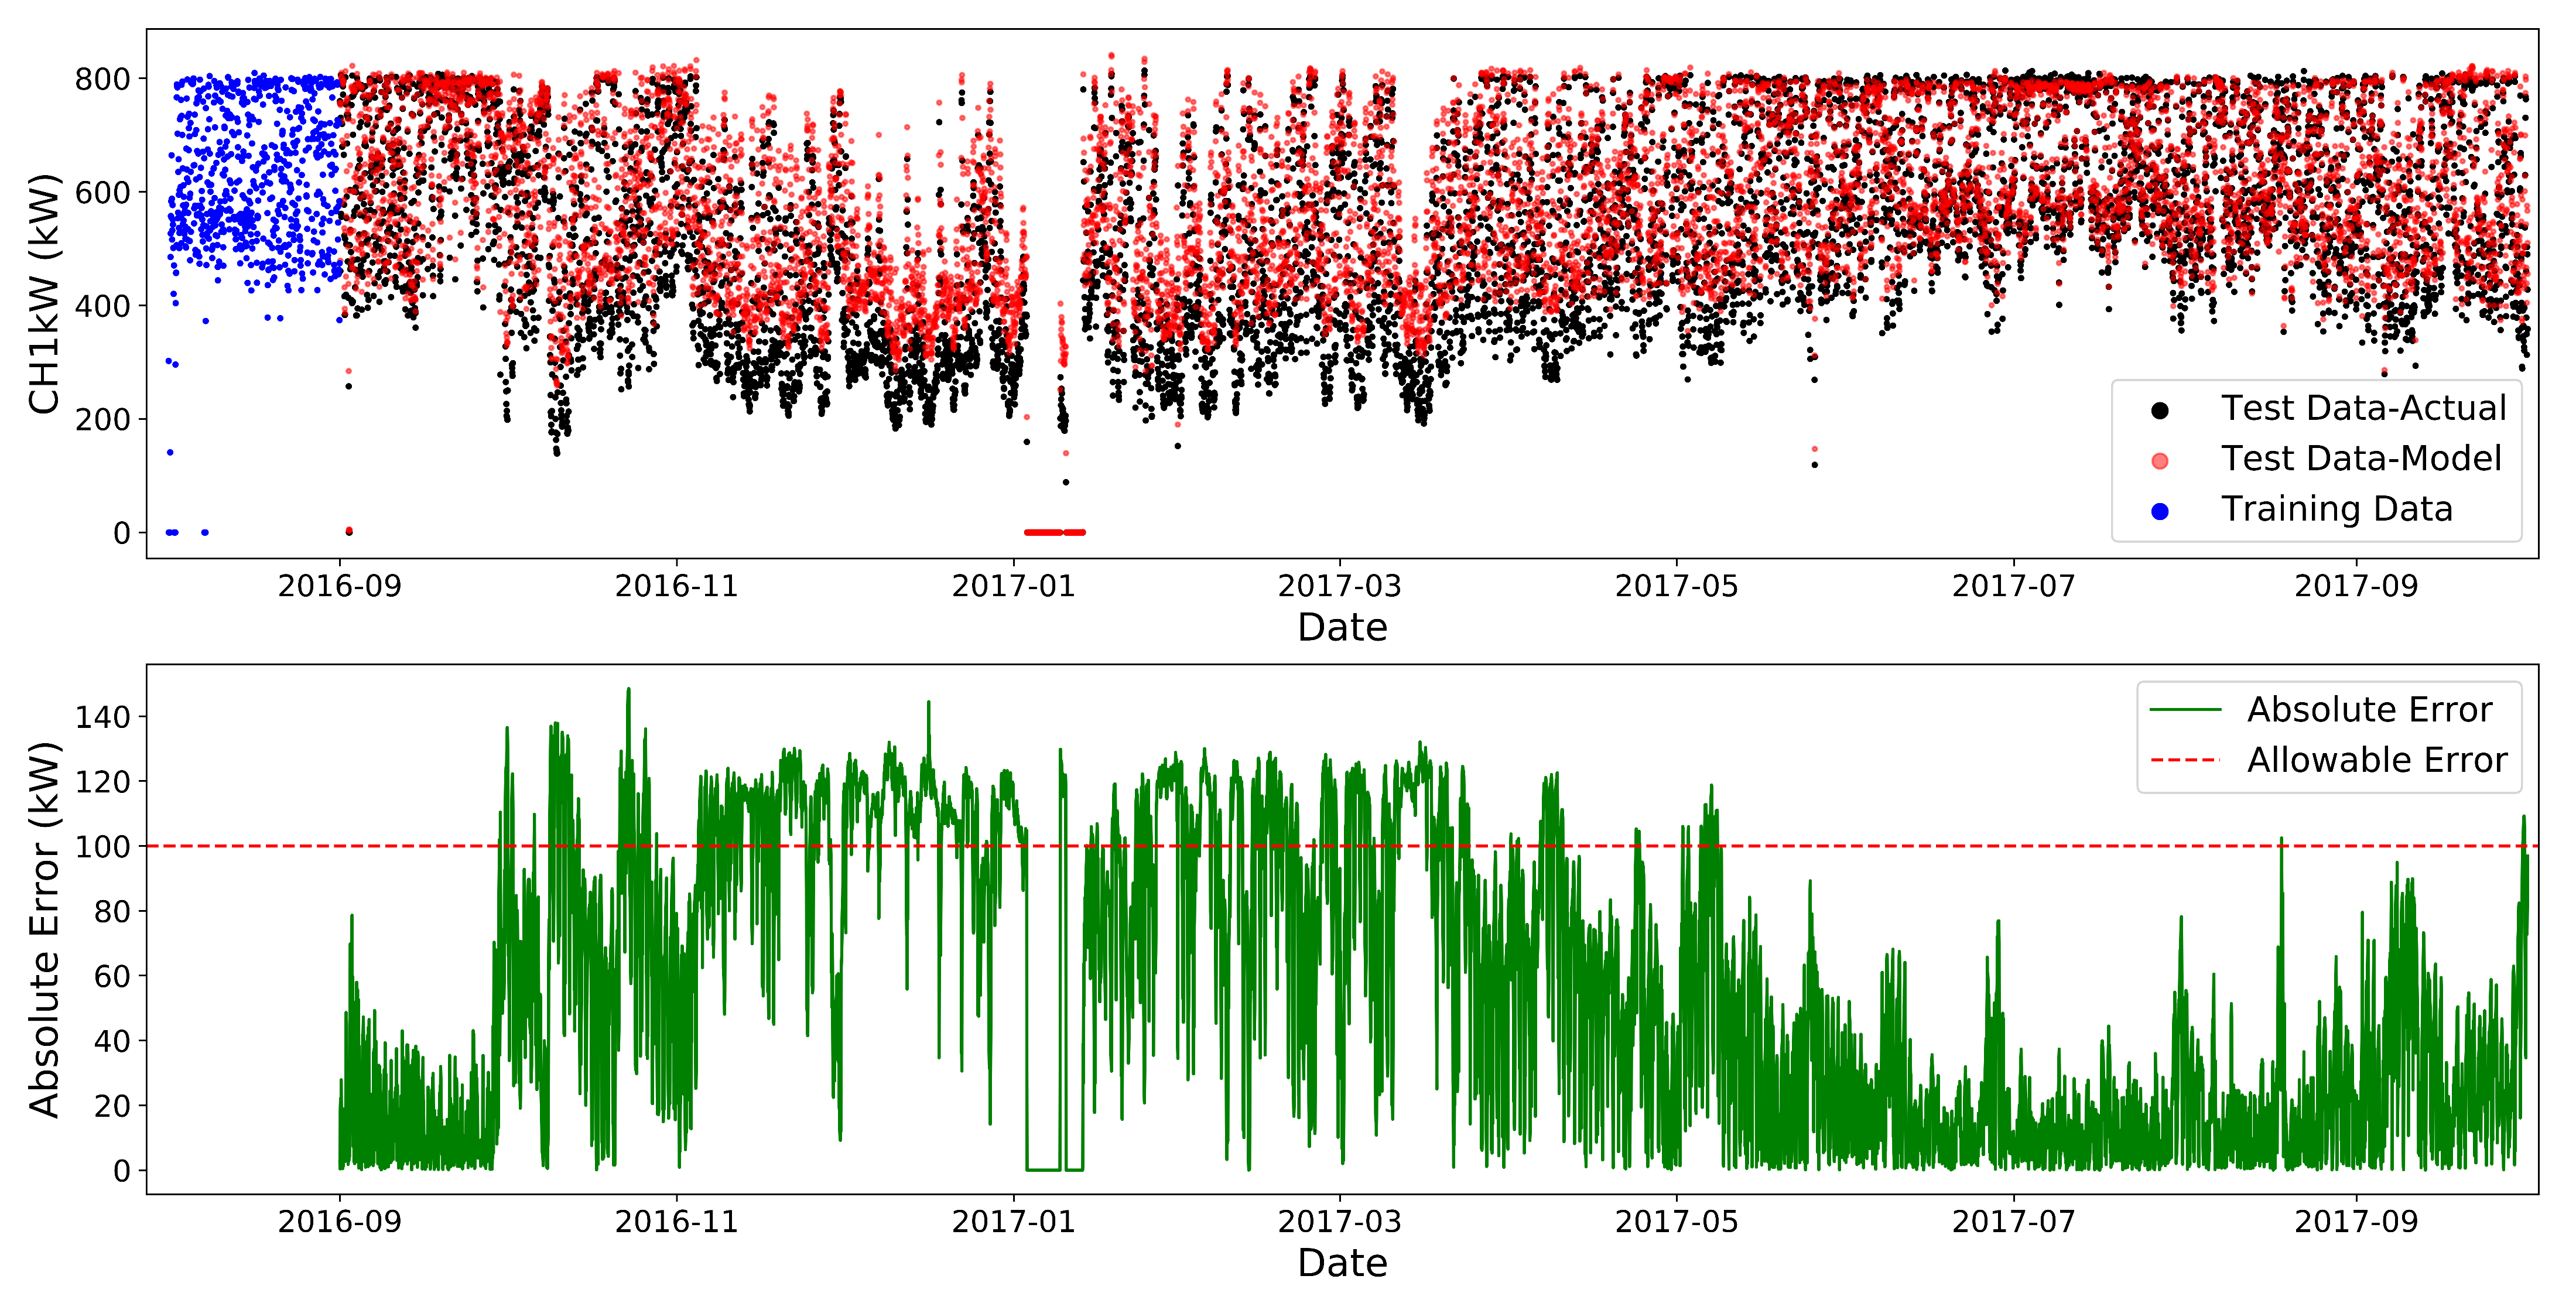 800
600
400
200
0
CH1kW (kW)
Test Data-Actual
Test Data-Model
Training Data
2016-09 2016-11 2017-01 2017-03 2017-05 2017-07 2017-09
Date
140
120
100
80
60
40
20
0
Absolute Error (kW)
Absolute Error
Allowable Error
2016-09 2016-11 2017-01 2017-03 2017-05 2017-07 2017-09
Date